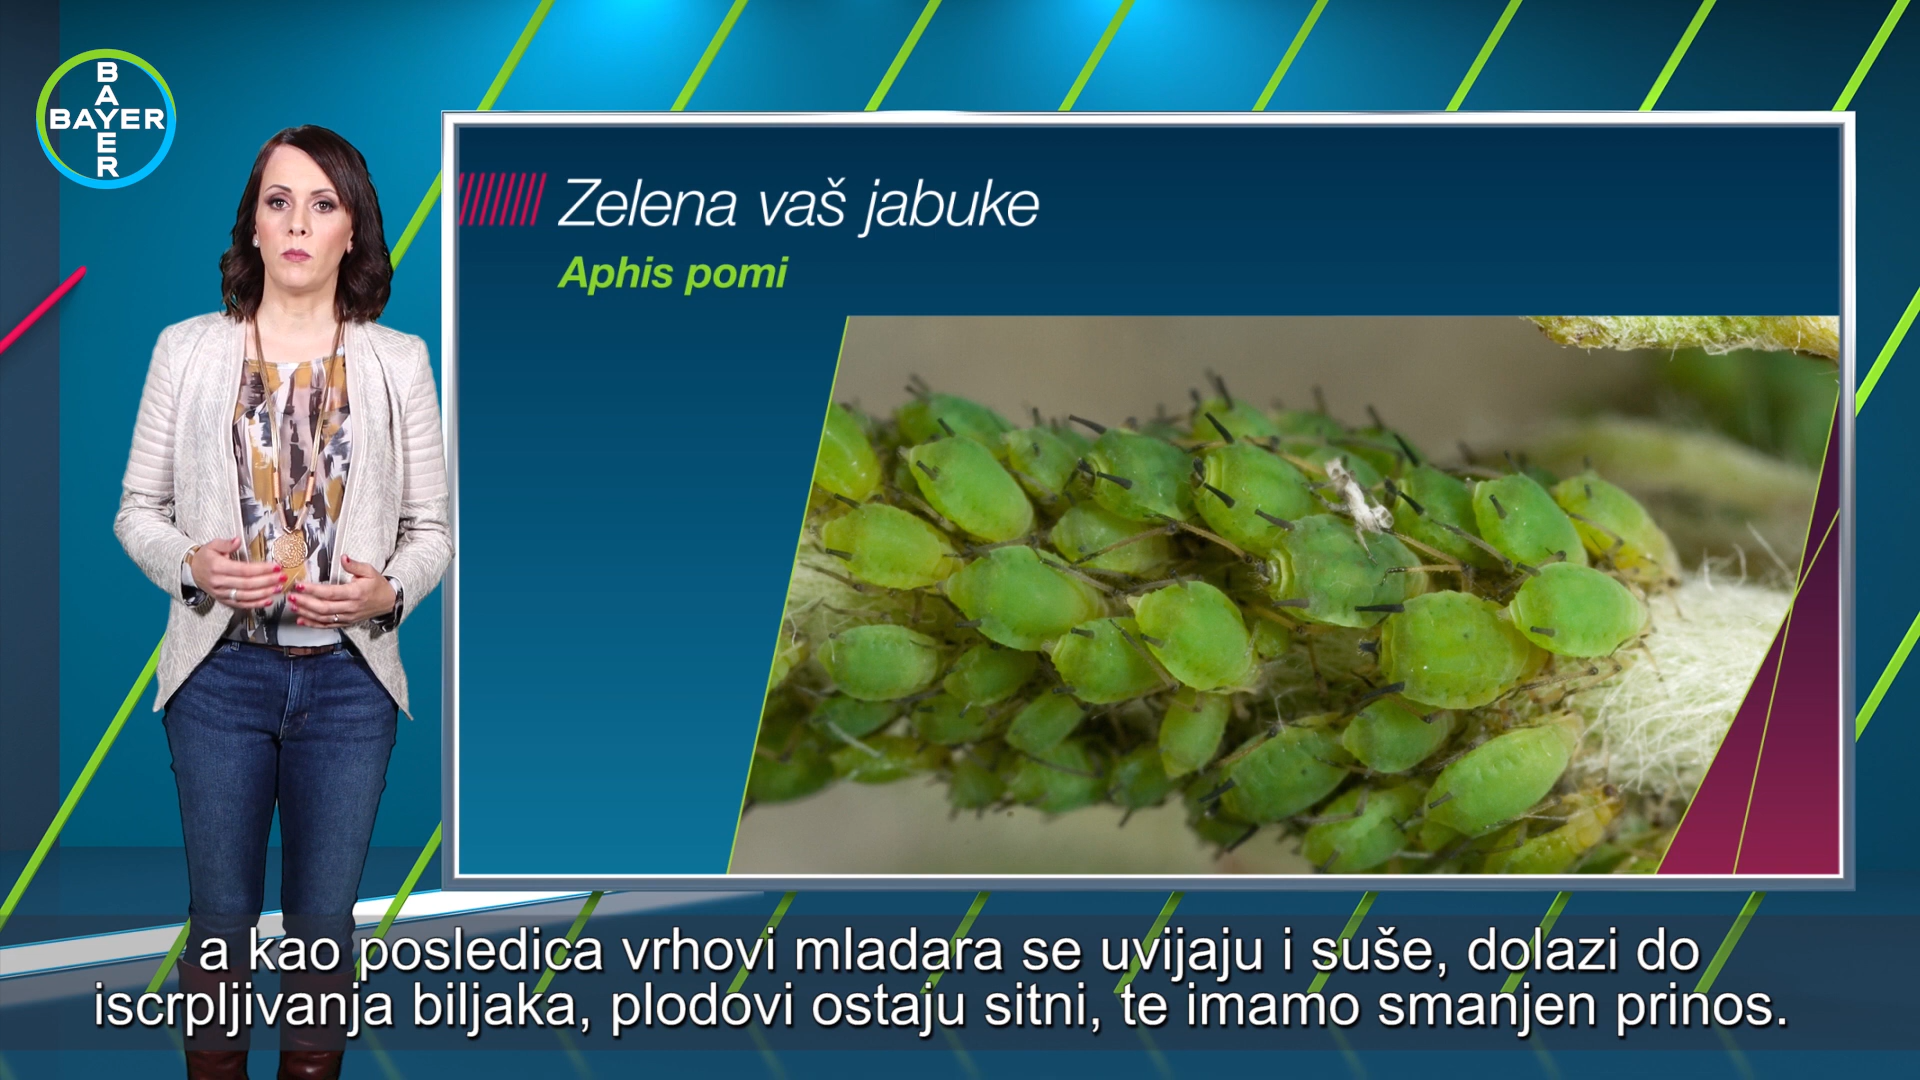 BAYER
BAYER
Zelena vaš jabuke
Aphis pomi
a kao posledica vrhovi mladara se uvijaju i suše, dolazi do
iscrpljivanja biljaka, plodovi ostaju sitni, te imamo smanjen prinos.